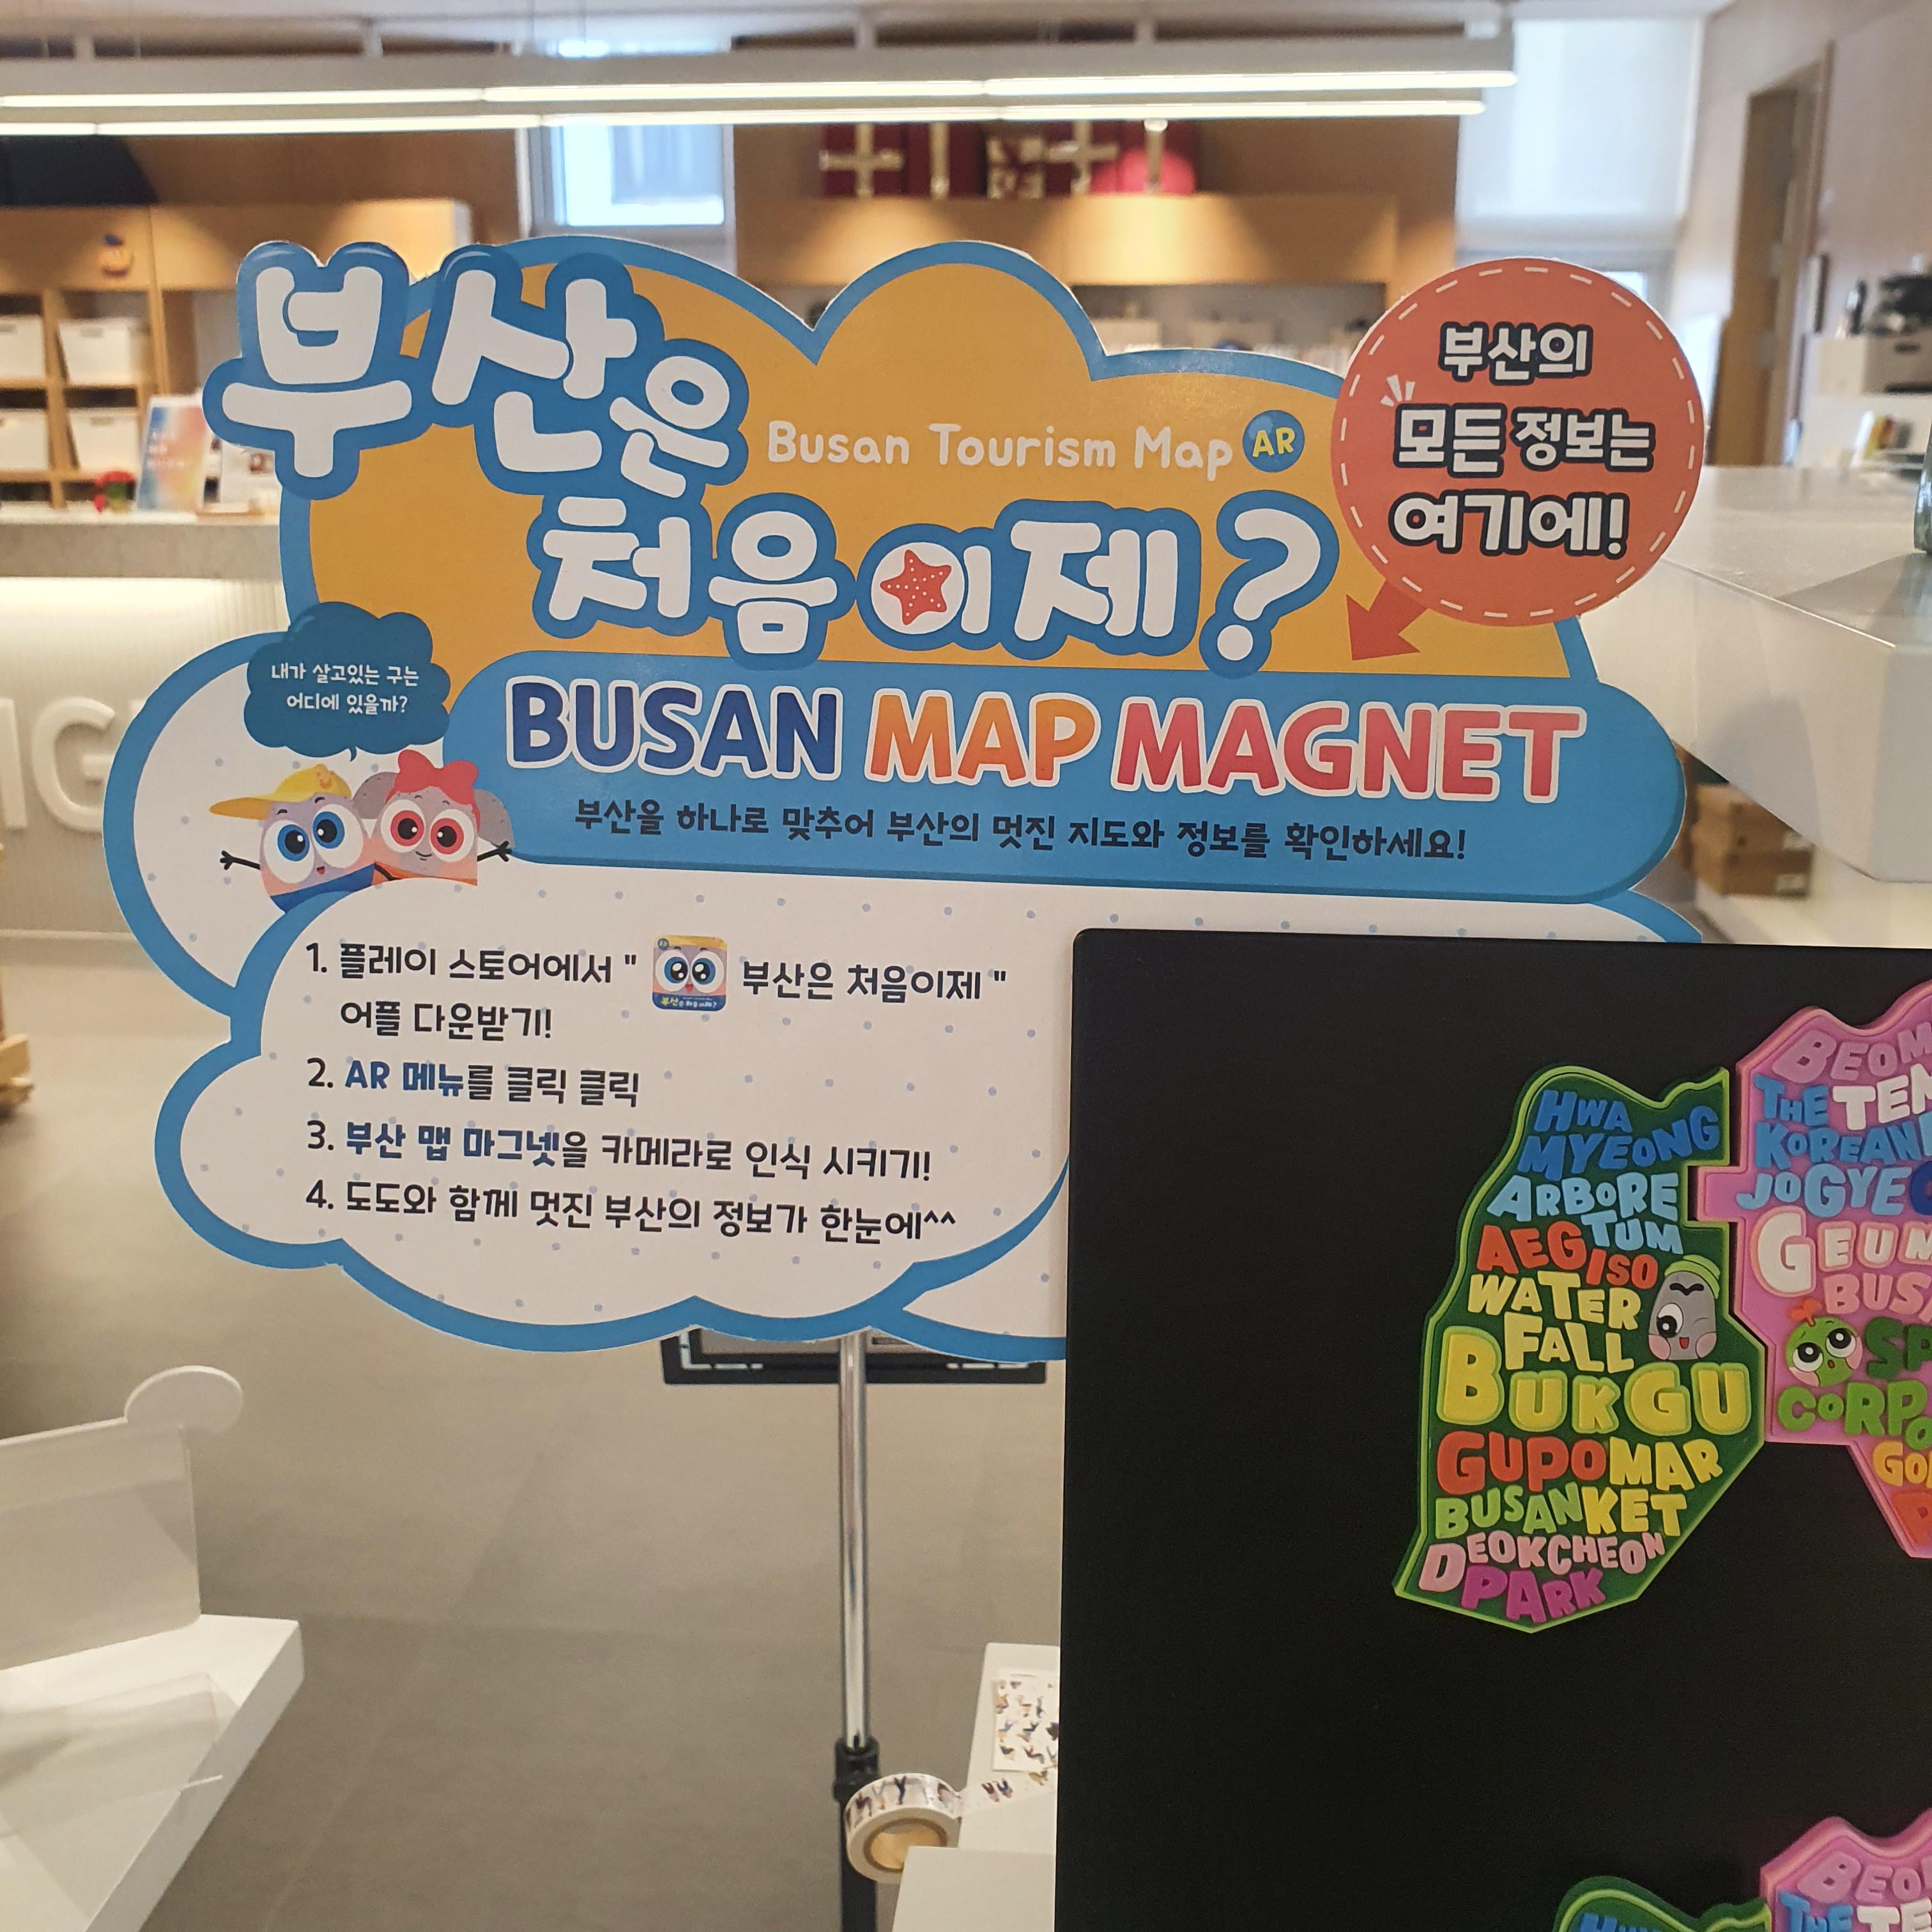 부산은
처음이제?
Busan Tourism Map AR
부산의
모든 정보는
여기에!
내가 살고있는 구는
어디에 있을까?
BUSAN MAP MAGNET
부산을 하나로 맞추어 부산의 멋진 지도와 정보를 확인하세요!
1. 플레이 스토어에서 " 부산은 처음이제 "
어플 다운받기!
2. AR 메뉴를 클릭 클릭
3. 부산 맵 마그넷을 카메라로 인식 시키기!
4. 도도와 함께 멋진 부산의 정보가 한눈에^^
HWA
MYEONG
ARBORE
TUM
AEGISO
WATER
FALL
BUKGU
GUPOMAR
BUSANKET
DEOKCHEON
PARK
THE
KOREAN